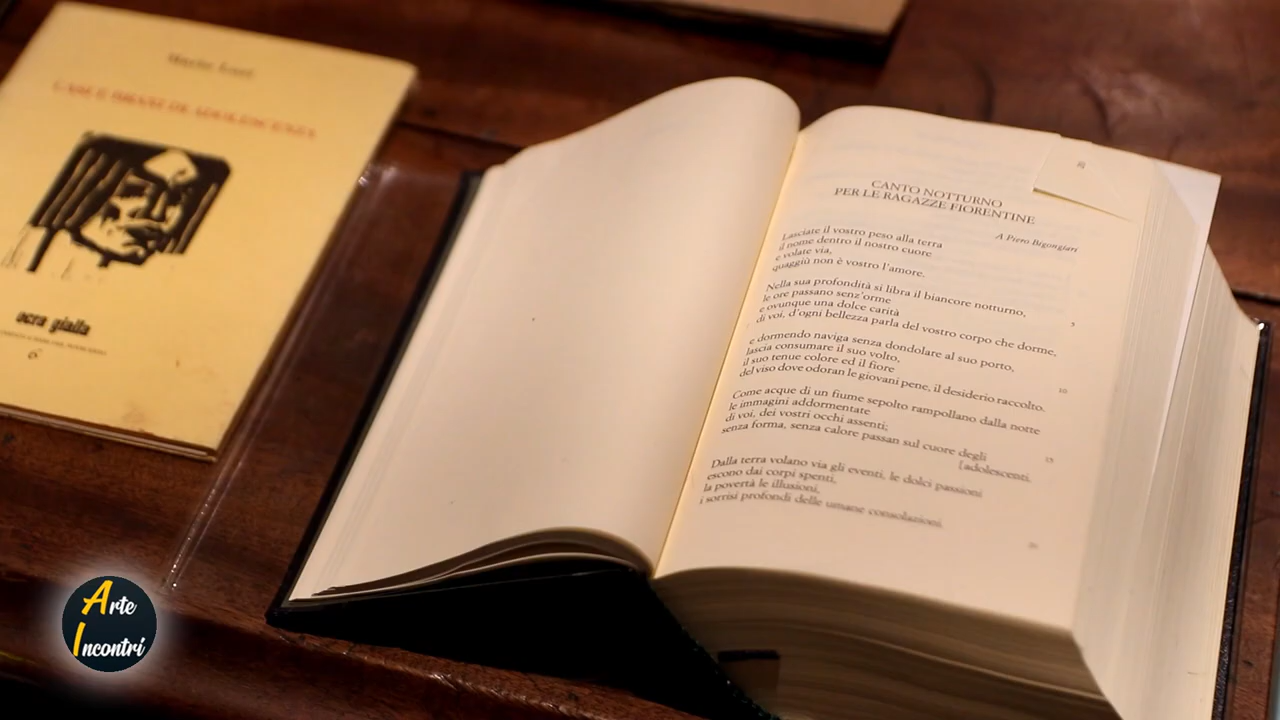 Mario Luzi
CASI E ISTANZE DI ADOLESCENZA
ocra gialla
CANTO NOTTURNO
PER LE RAGAZZE FIORENTINE
A Piero Bigongiari
Lasciate il vostro peso alla terra
il nome dentro il nostro cuore
e volate via,
quaggiù non è vostro l'amore.
Nella sua profondità si libra il biancore notturno,
le ore passano senz'orme
e ovunque una dolce carità
5
di voi, d'ogni bellezza parla del vostro corpo che dorme,
e dormendo naviga senza dondolare al suo porto,
lascia consumare il suo volto,
il suo tenue colore ed il fiore
10
del viso dove odoran le giovani pene, il desiderio raccolto.
Come acque di un fiume sepolto rampollano dalla notte
le immagini addormentate
di voi, dei vostri occhi assenti;
senza forma, senza calore passan sul cuore degli
15
[adolescenti.
Dalla terra volano via gli eventi, le dolci passioni
escono dai corpi spenti,
la povertà le illusioni,
i sorrisi profondi delle umane consolazioni.
Arte
Incontri